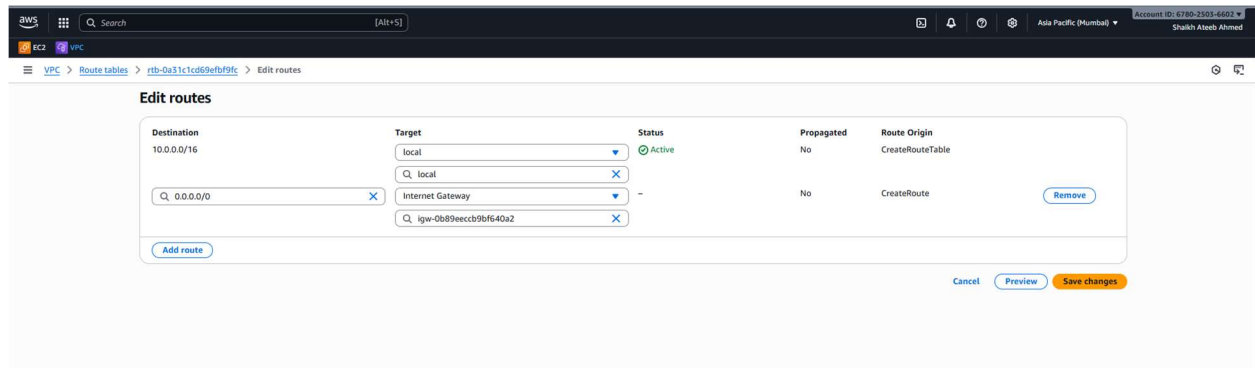 aws Search [Alt+S] Asia Pacific (Mumbai) Account ID: 6780-2503-6602
Shaikh Ateeb Ahmed
EC2 VPC
VPC > Route tables > rtb-0a31c1cd69efbf9fc > Edit routes
Edit routes
Destination Target Status Propagated Route Origin
10.0.0.0/16 local Active No CreateRouteTable
local
0.0.0.0/0 Internet Gateway – No CreateRoute Remove
igw-0b89eeccb9bf640a2
Add route
Cancel Preview Save changes